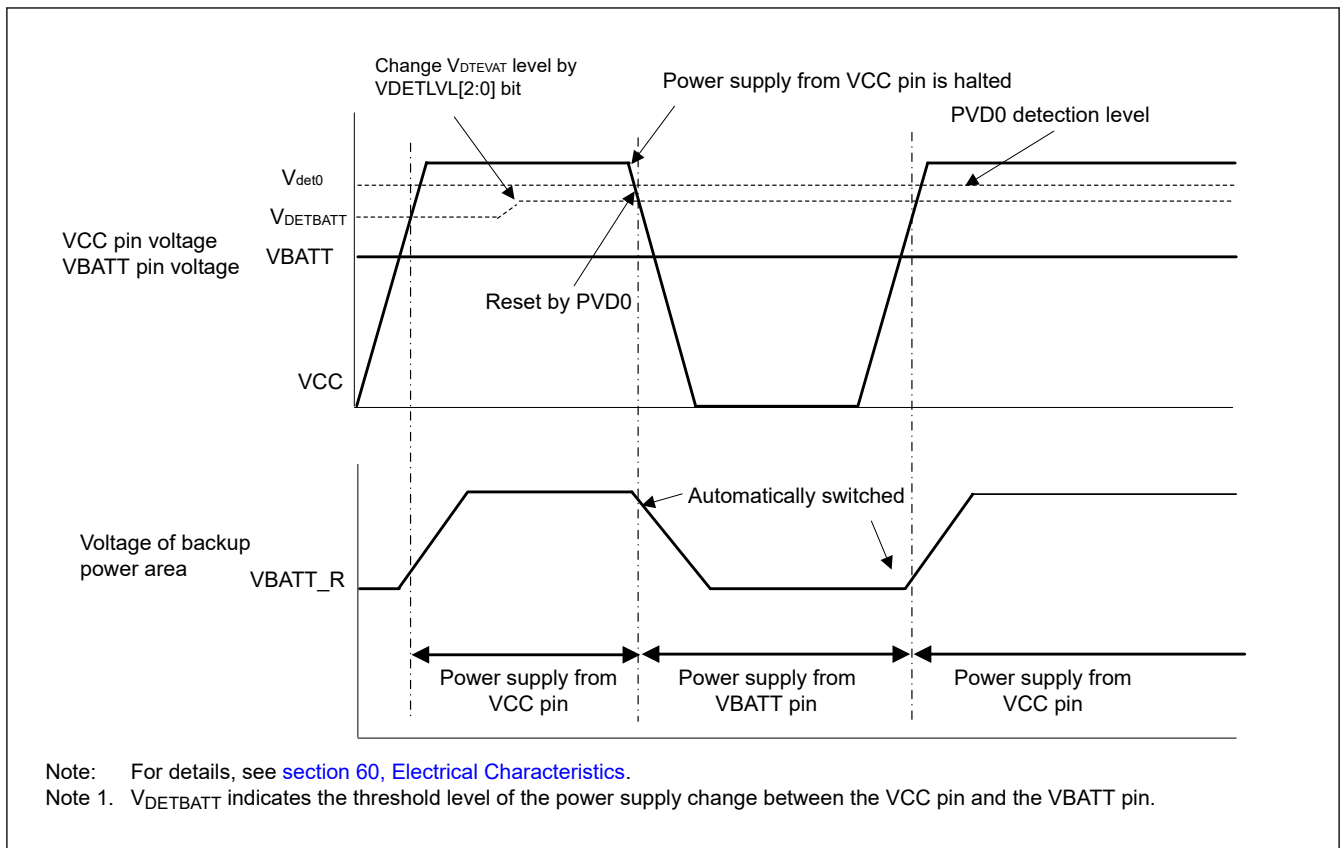 Change VDTEVAT level by
VDETLVL[2:0] bit
Power supply from VCC pin is halted
PVD0 detection level
Vdet0
VDETBATT
VCC pin voltage
VBATT pin voltage
VBATT
Reset by PVD0
VCC
Automatically switched
Voltage of backup
power area
VBATT_R
Power supply from
VCC pin
Power supply from
VBATT pin
Power supply from
VCC pin
Note: For details, see section 60, Electrical Characteristics.
Note 1. VDETBATT indicates the threshold level of the power supply change between the VCC pin and the VBATT pin.